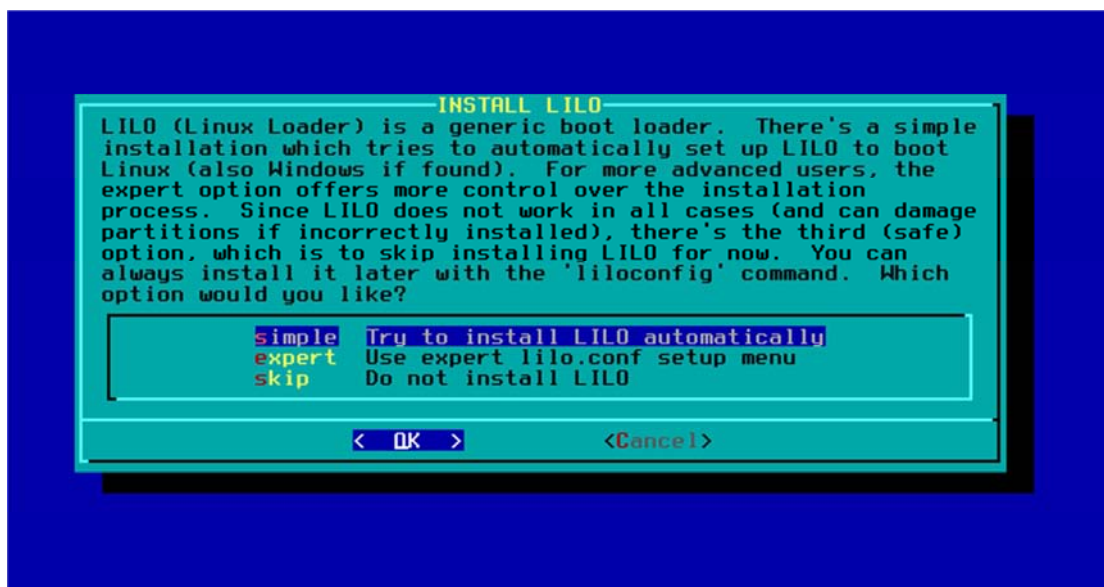 INSTALL LILO
LILO (Linux Loader) is a generic boot loader.  There's a simple
installation which tries to automatically set up LILO to boot
Linux (also Windows if found).  For more advanced users, the
expert option offers more control over the installation
process.  Since LILO does not work in all cases (and can damage
partitions if incorrectly installed), there's the third (safe)
option, which is to skip installing LILO for now.  You can
always install it later with the 'liloconfig' command.  Which
option would you like?
simple  Try to install LILO automatically
expert  Use expert lilo.conf setup menu
skip    Do not install LILO
<  OK  >          <Cancel>